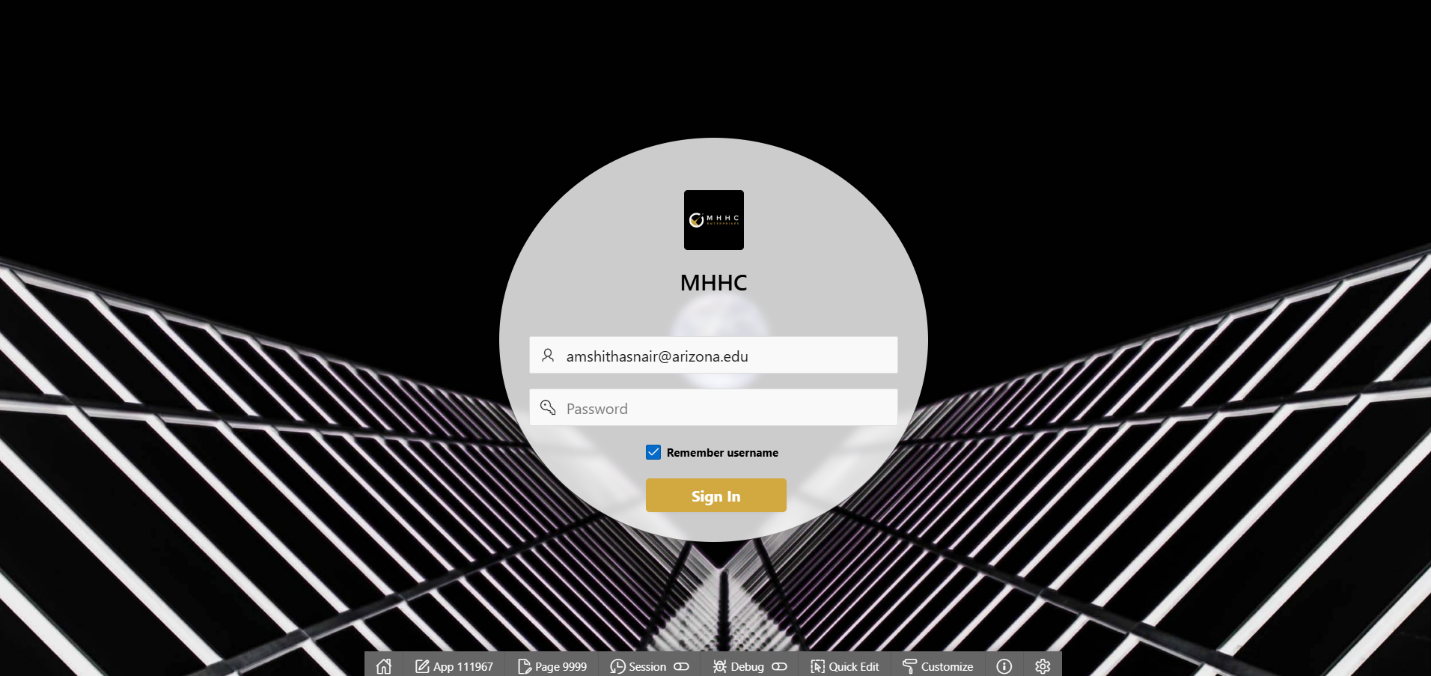 MHHC
ENTERPRISES
MHHC
amshithasnair@arizona.edu
Password
Remember username
Sign In
App 111967 Page 9999 Session Debug Quick Edit Customize